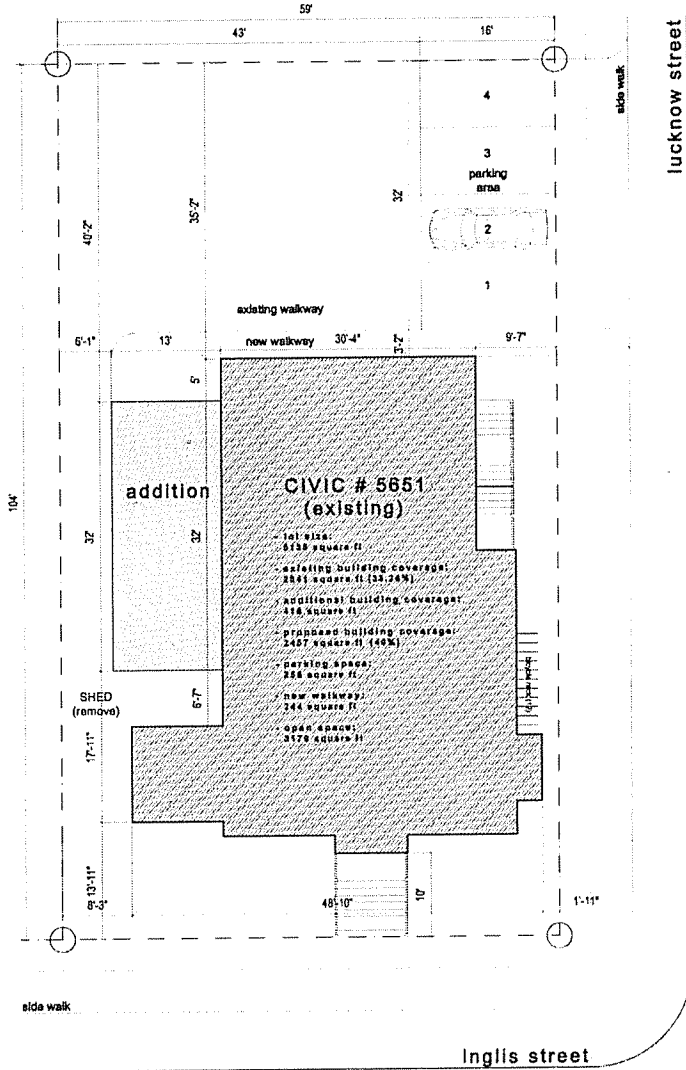 59'
43'
16'
lucknow street
side walk
4
3
parking
area
2
1
32'
35'-2"
40'-2"
existing walkway
new walkway
6'-1"
13'
30'-4"
3'-2"
9'-7"
5'
104'
32'
addition
32'
CIVIC # 5651
(existing)
- lot size:
6136 square ft
- existing building coverage:
2041 square ft (33.26%)
- additional building coverage:
416 square ft
- proposed building coverage:
2457 square ft (40%)
- parking space:
256 square ft
- new walkway:
244 square ft
- open space:
3179 square ft
SHED
(remove)
6'-7"
17'-11"
13'-11"
8'-3"
48'-10"
10'
1'-11"
side walk
Inglis street